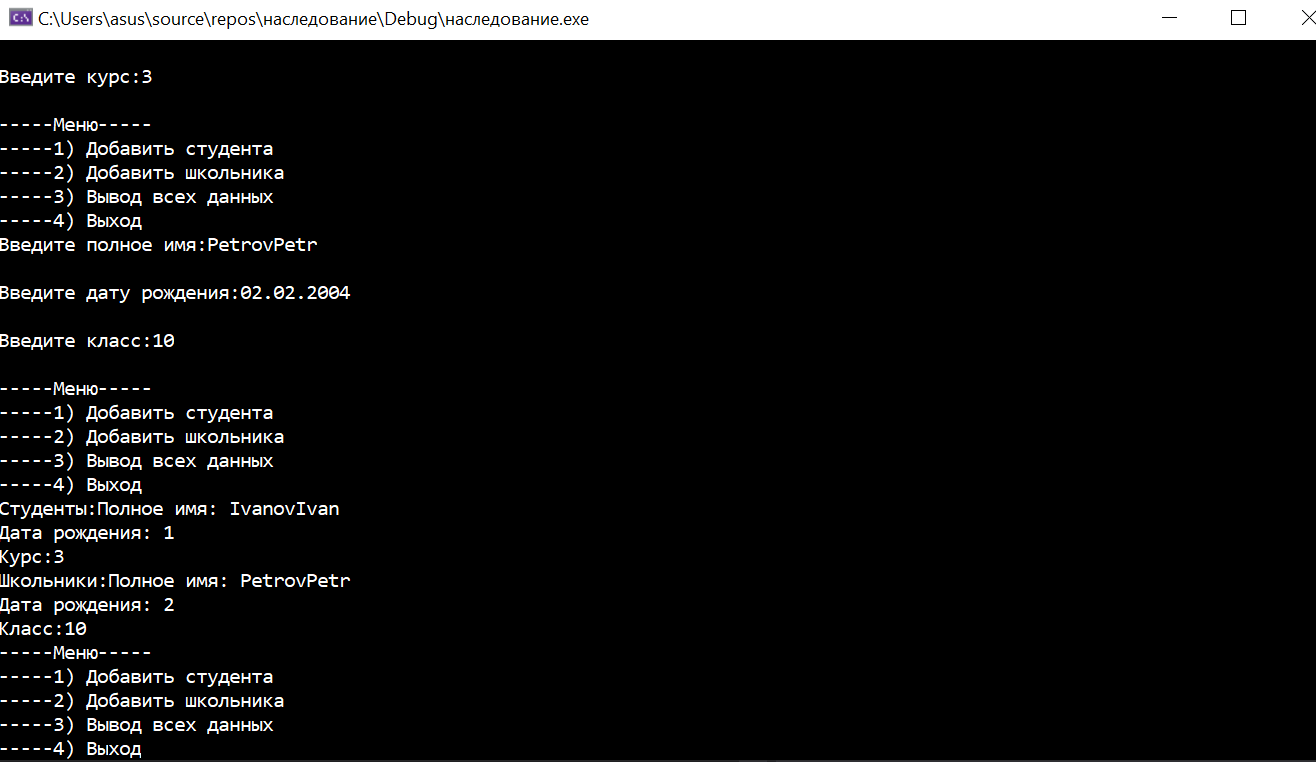 C:\Users\asus\source\repos\наследование\Debug\наследование.exe
Введите курс:3
-----Меню-----
-----1) Добавить студента
-----2) Добавить школьника
-----3) Вывод всех данных
-----4) Выход
Введите полное имя:PetrovPetr
Введите дату рождения:02.02.2004
Введите класс:10
-----Меню-----
-----1) Добавить студента
-----2) Добавить школьника
-----3) Вывод всех данных
-----4) Выход
Студенты:Полное имя: IvanovIvan
Дата рождения: 1
Курс:3
Школьники:Полное имя: PetrovPetr
Дата рождения: 2
Класс:10
-----Меню-----
-----1) Добавить студента
-----2) Добавить школьника
-----3) Вывод всех данных
-----4) Выход